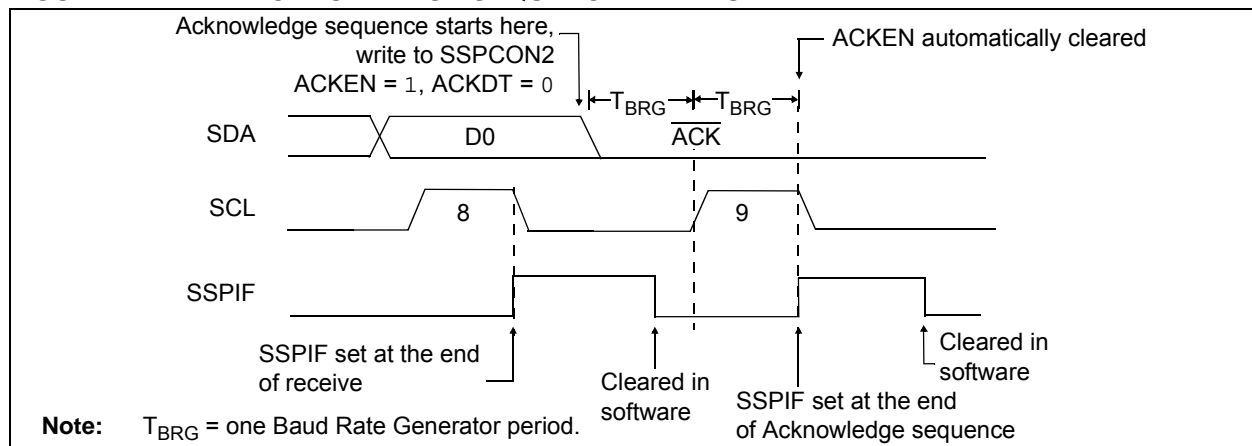 Acknowledge sequence starts here,
write to SSPCON2
ACKEN = 1, ACKDT = 0
ACKEN automatically cleared
TBRG
TBRG
SDA
D0
ACK
SCL
8
9
SSPIF
SSPIF set at the end
of receive
Cleared in
software
SSPIF set at the end
of Acknowledge sequence
Cleared in
software
Note: TBRG = one Baud Rate Generator period.